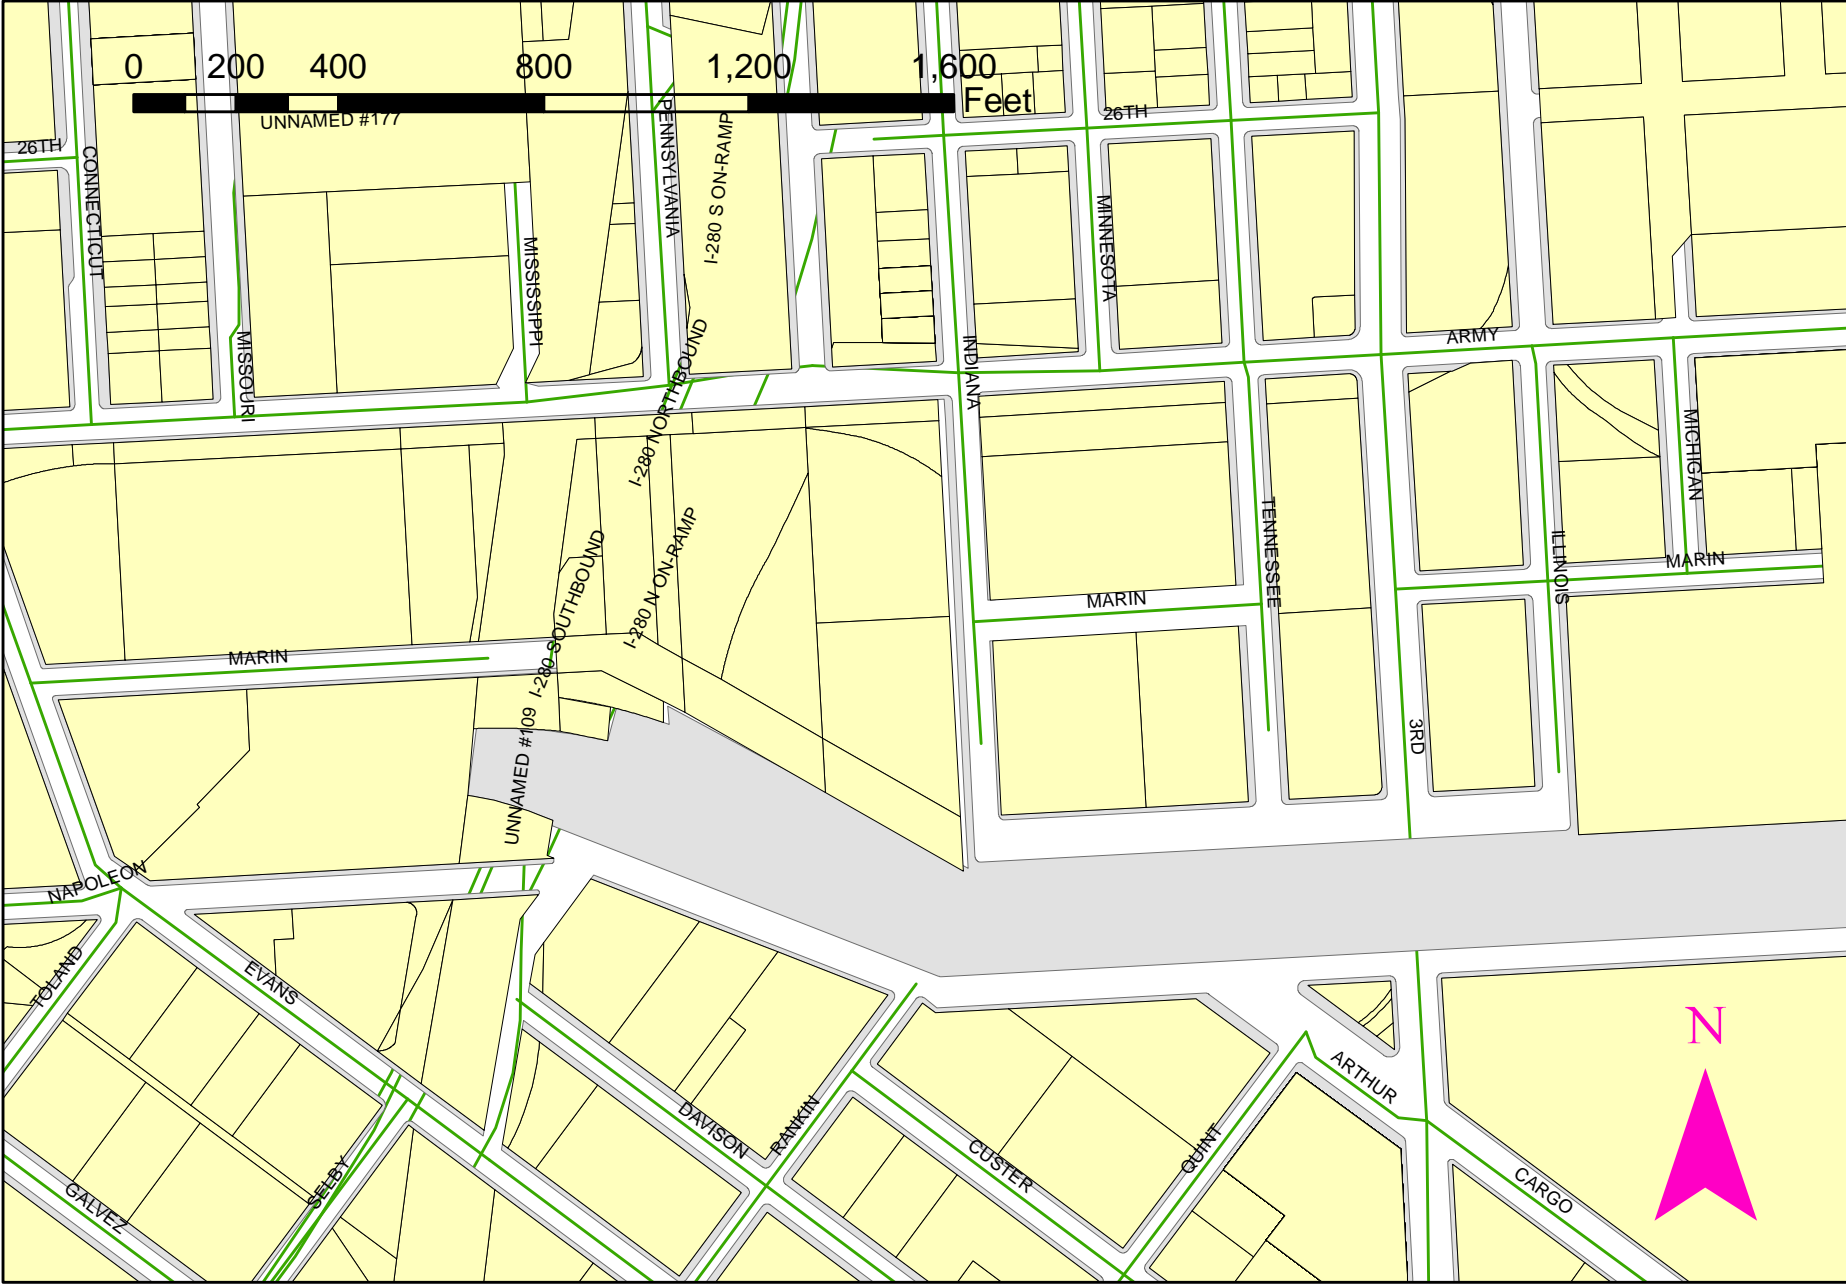 0 200 400 800 1,200 1,600
Feet
UNNAMED #177
26TH
26TH
CONNECTICUT
PENNSYLVANIA
I-280 S ON-RAMP
MISSOURI
MISSISSIPPI
MINNESOTA
INDIANA
ARMY
I-280 NORTHBOUND
MICHIGAN
TENNESSEE
ILLINOIS
I-280 SOUTHBOUND
I-280 N ON-RAMP
MARIN
MARIN
MARIN
UNNAMED #109
3RD
NAPOLEON
TOLAND
EVANS
N
ARTHUR
DAVISON
RANKIN
CUSTER
QUINT
CARGO
SELBY
GALVEZ